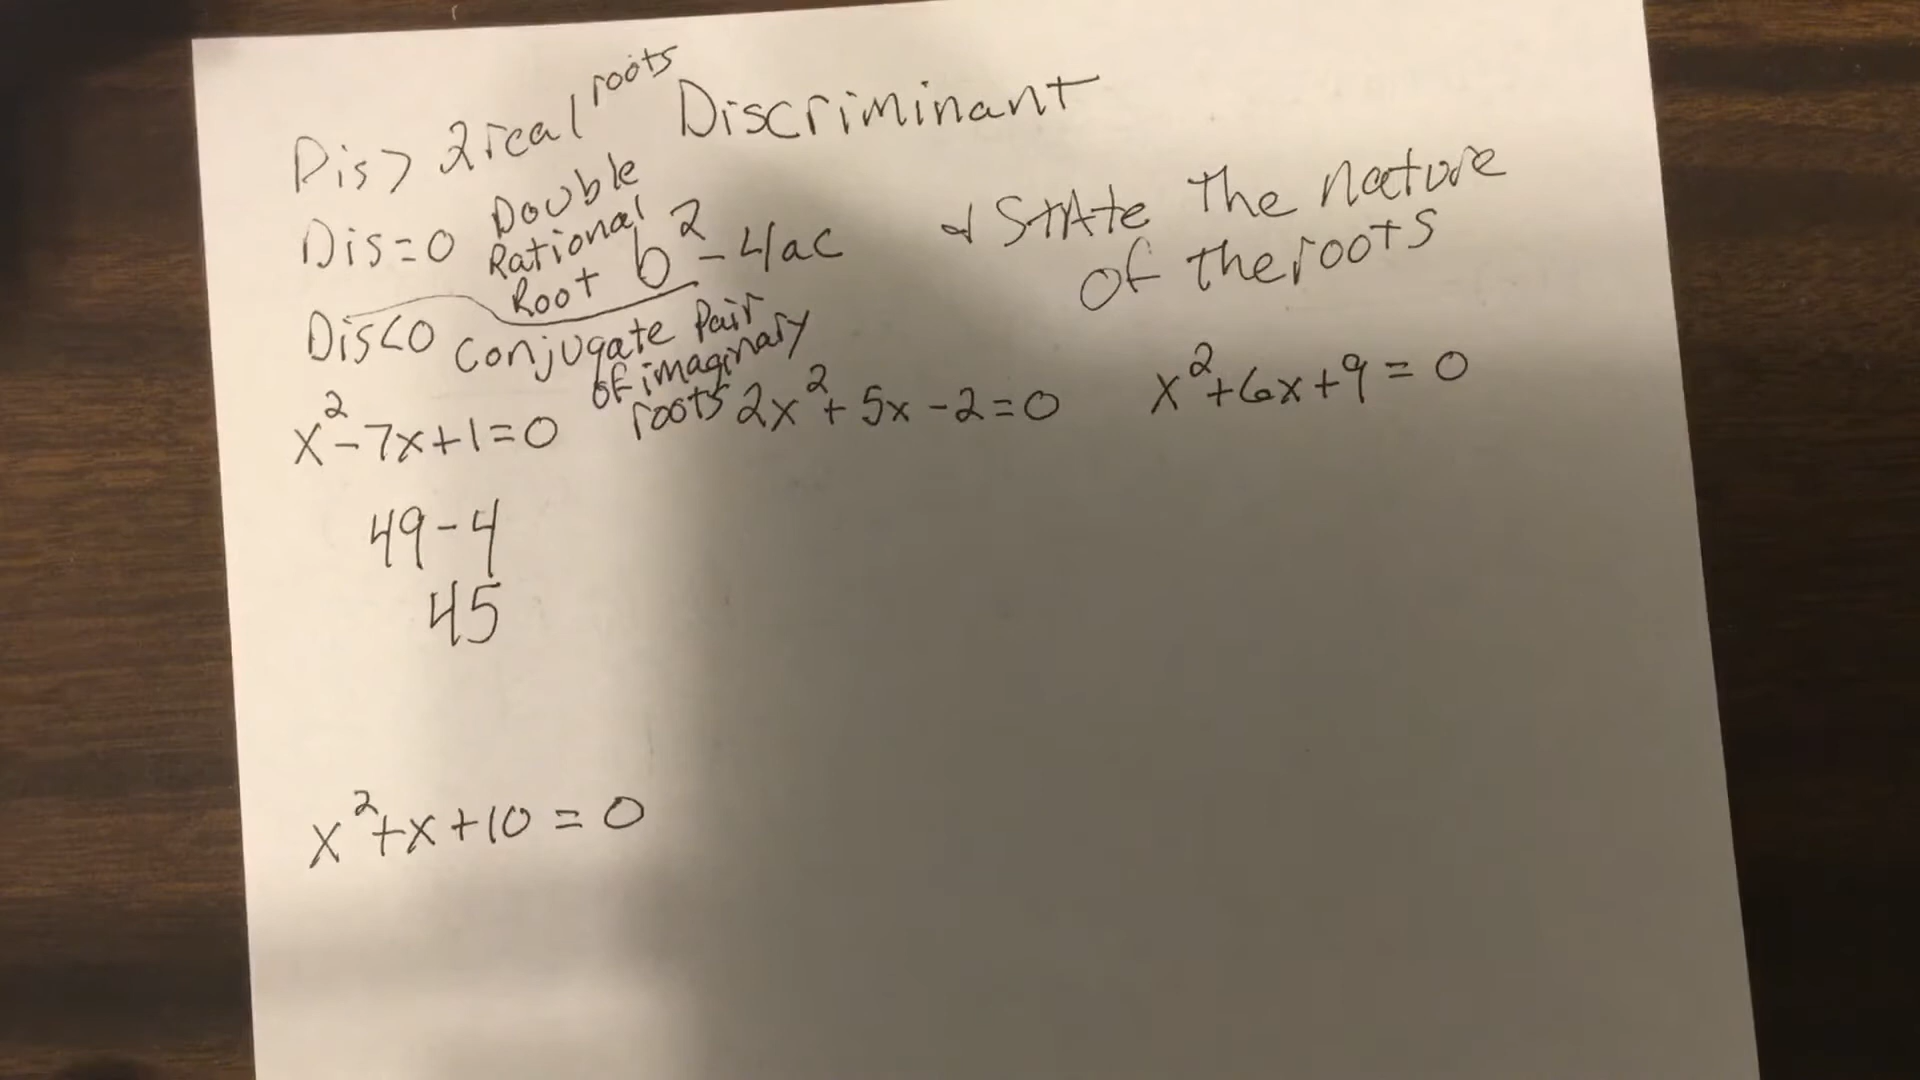 Dis > 2 real roots
Discriminant
Dis = 0 Double
Rational
Root
b² - 4ac
& STATE The nature
of the roots
Dis < 0 Conjugate Pair
of imaginary
roots
x² - 7x + 1 = 0
2x² + 5x - 2 = 0
x² + 6x + 9 = 0
49 - 4
45
x² + x + 10 = 0